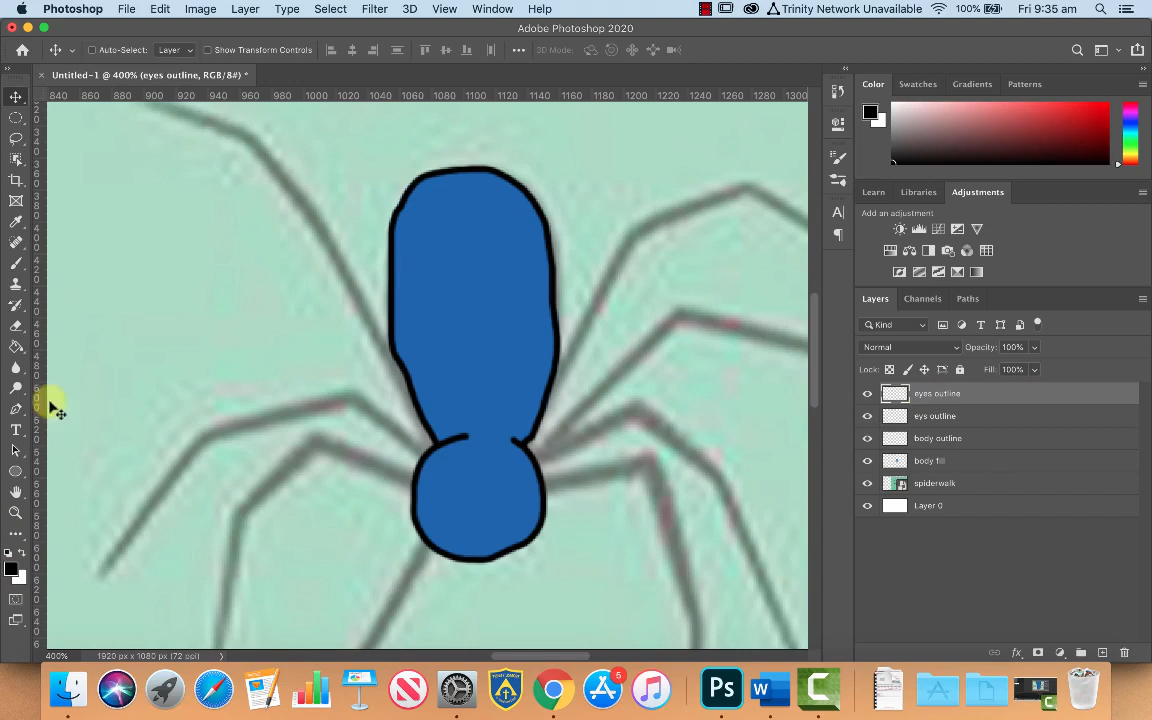 Photoshop File Edit Image Layer Type Select Filter 3D View Window Help Trinity Network Unavailable 100% Fri 9:35 am
Adobe Photoshop 2020
Auto-Select: Layer Show Transform Controls 3D Mode:
Untitled-1 @ 400% (eyes outline, RGB/8#) *
840 860 880 900 920 940 960 980 1000 1020 1040 1060 1080 1100 1120 1140 1160 1180 1200 1220 1240 1260 1280 1300
Color Swatches Gradients Patterns
Learn Libraries Adjustments
Add an adjustment
Layers Channels Paths
Kind
Normal Opacity: 100%
Lock: Fill: 100%
eyes outline
eys outline
body outline
body fill
spiderwalk
Layer 0
400% 1920 px x 1080 px (72 ppi)
5
Ps W C